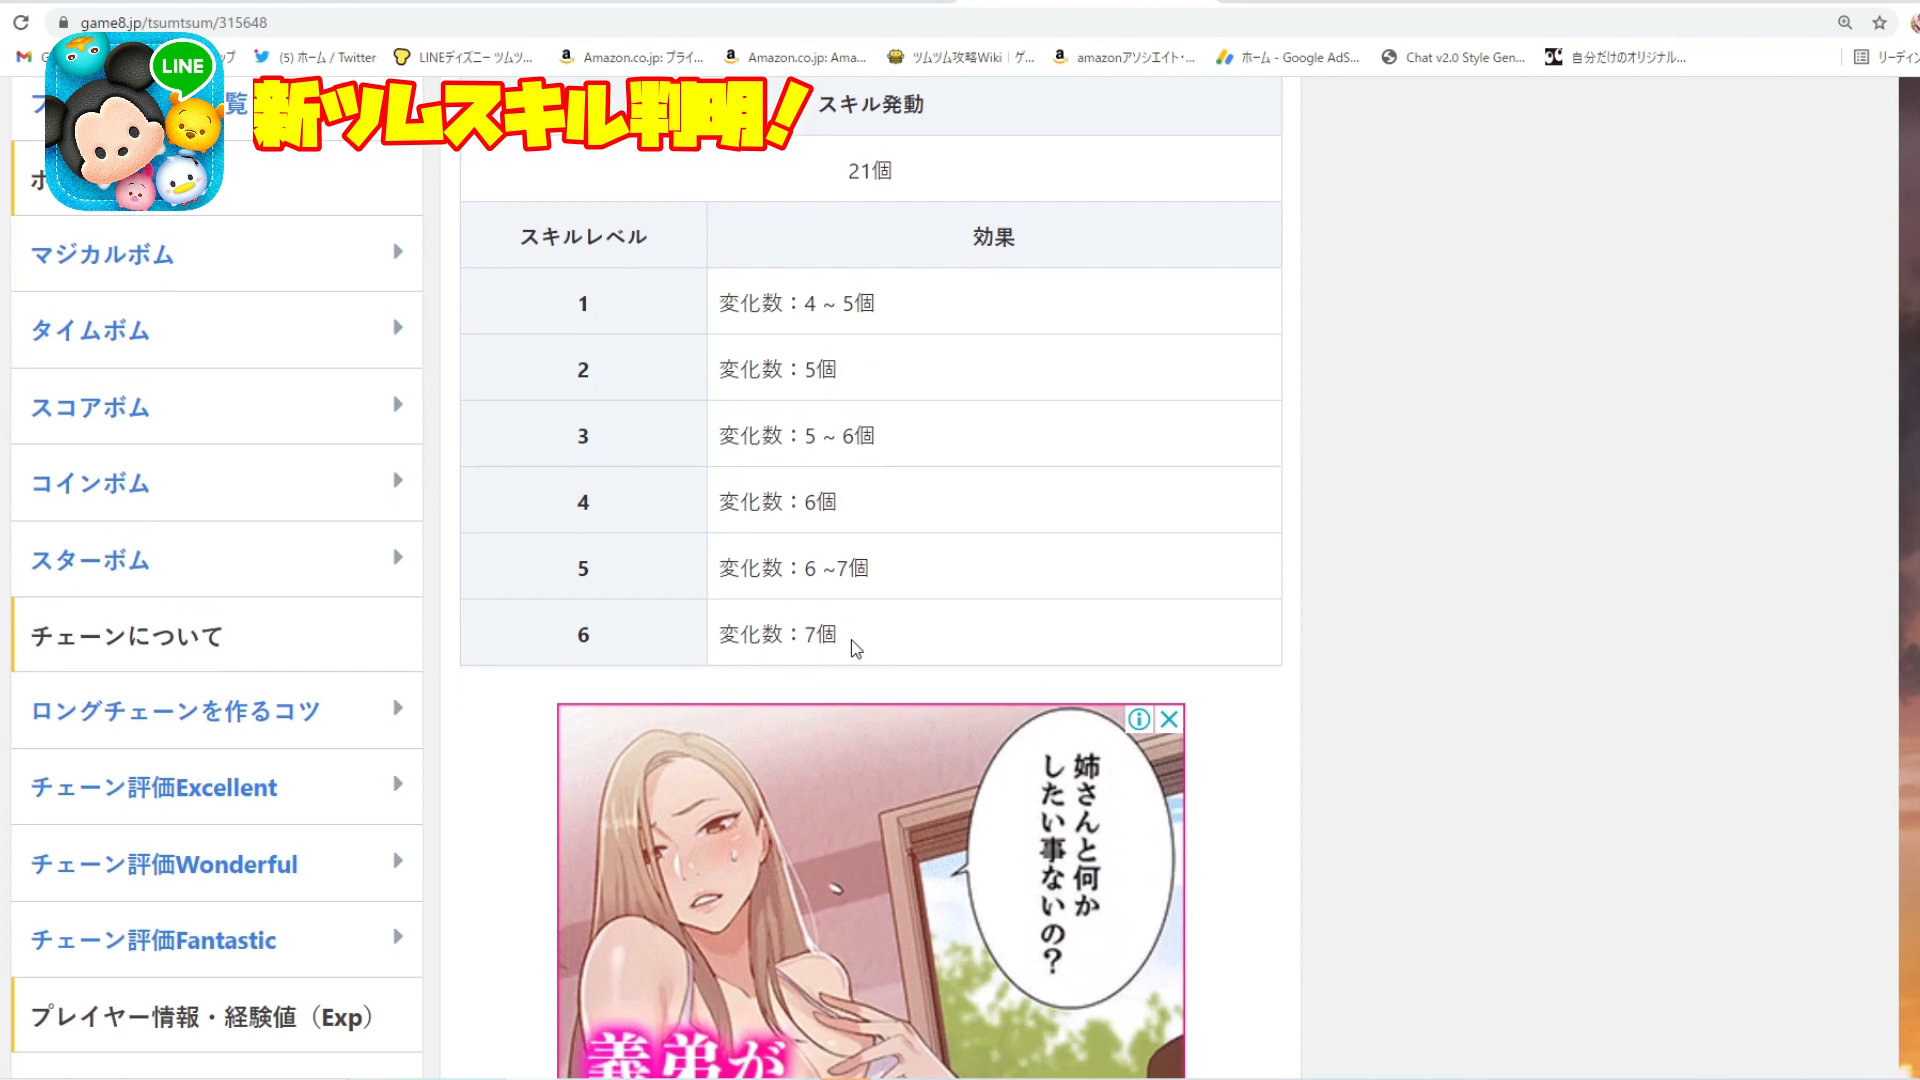 game8.jp/tsumtsum/315648
(5) ホーム / Twitter
LINEディズニー ツムツ...
Amazon.co.jp: プライ...
Amazon.co.jp: Ama...
ツムツム攻略Wiki｜ゲ...
amazonアソシエイト・...
ホーム - Google AdS...
Chat v2.0 Style Gen...
自分だけのオリジナル...
リーディン
LINE
新ツムスキル判明！
覧
スキル発動
21個
スキルレベル
効果
1
変化数：4 ~ 5個
2
変化数：5個
3
変化数：5 ~ 6個
4
変化数：6個
5
変化数：6 ~7個
6
変化数：7個
マジカルボム
タイムボム
スコアボム
コインボム
スターボム
チェーンについて
ロングチェーンを作るコツ
チェーン評価Excellent
チェーン評価Wonderful
チェーン評価Fantastic
プレイヤー情報・経験値（Exp）
姉さんと何か
したい事ないの？
義弟が